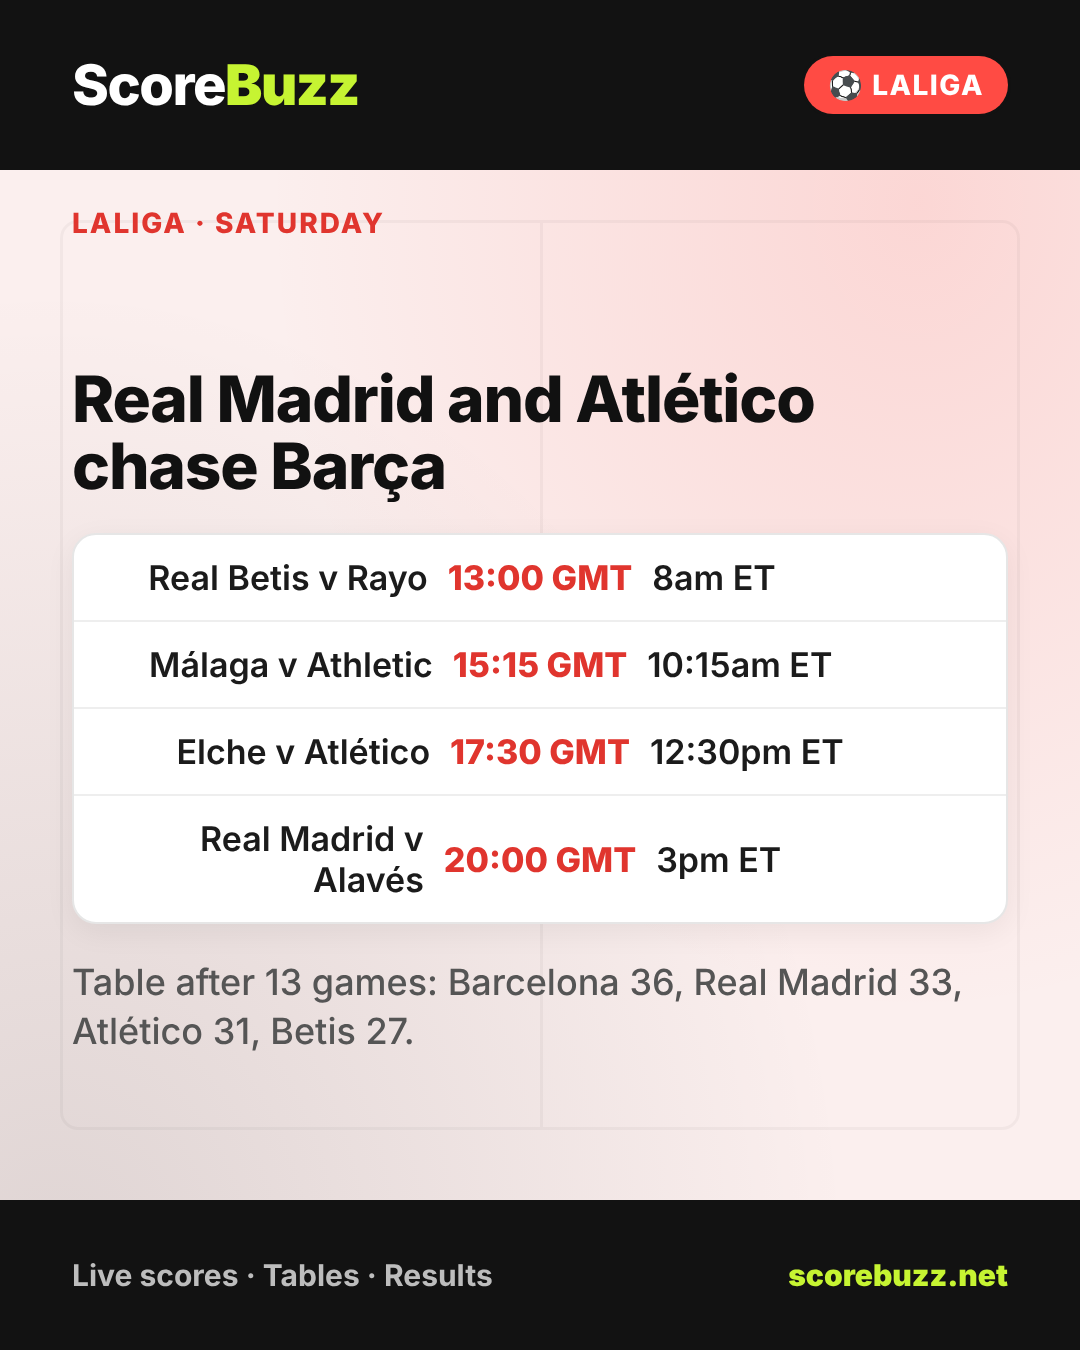 ScoreBuzz
⚽ LALIGA
LALIGA · SATURDAY
Real Madrid and Atlético
chase Barça
Real Betis v Rayo 13:00 GMT 8am ET
Málaga v Athletic 15:15 GMT 10:15am ET
Elche v Atlético 17:30 GMT 12:30pm ET
Real Madrid v
Alavés 20:00 GMT 3pm ET
Table after 13 games: Barcelona 36, Real Madrid 33,
Atlético 31, Betis 27.
Live scores · Tables · Results
scorebuzz.net